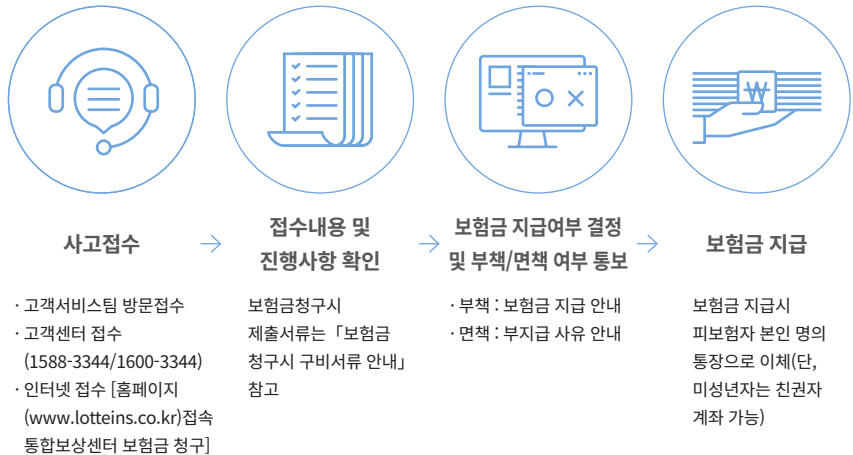 사고접수
· 고객서비스팀 방문접수
· 고객센터 접수
(1588-3344/1600-3344)
· 인터넷 접수 [홈페이지
(www.lotteins.co.kr)접속
통합보상센터 보험금 청구]
접수내용 및
진행사항 확인
보험금청구시
제출서류는「보험금
청구시 구비서류 안내」
참고
보험금 지급여부 결정
및 부책/면책 여부 통보
· 부책 : 보험금 지급 안내
· 면책 : 부지급 사유 안내
보험금 지급
보험금 지급시
피보험자 본인 명의
통장으로 이체(단,
미성년자는 친권자
계좌 가능)